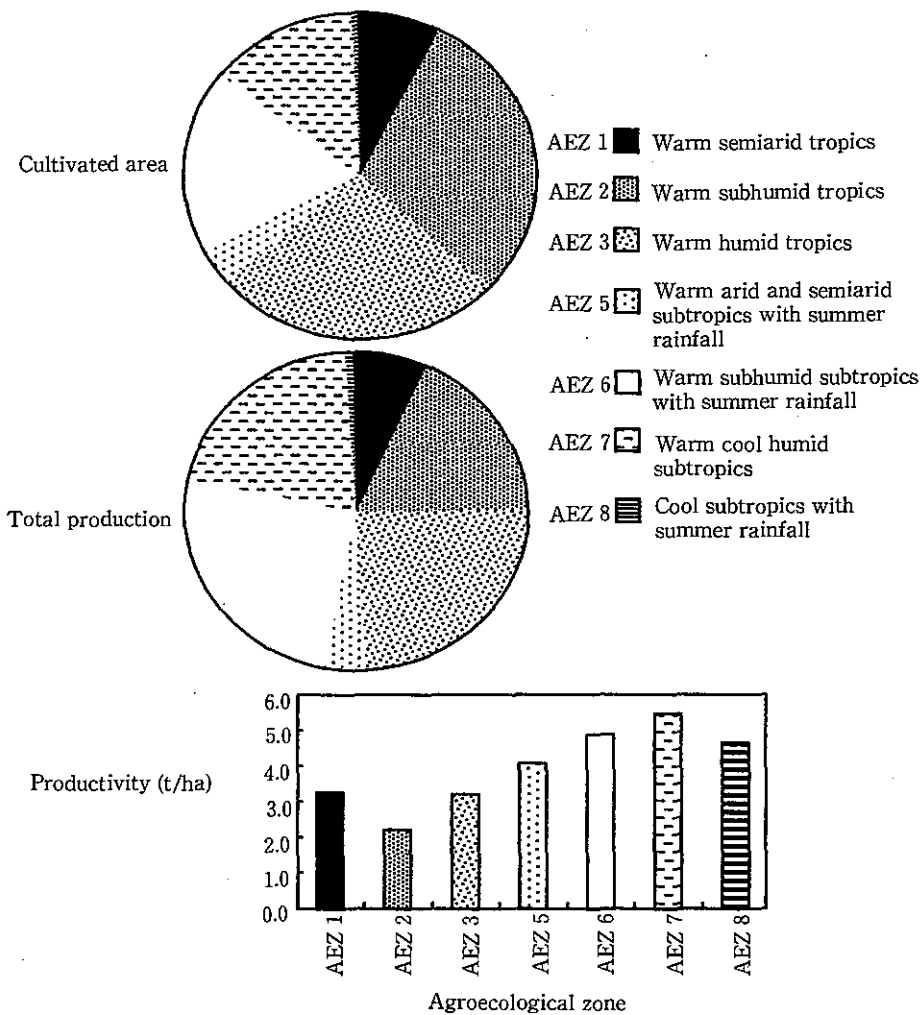 Cultivated area
AEZ 1 Warm semiarid tropics
AEZ 2 Warm subhumid tropics
AEZ 3 Warm humid tropics
AEZ 5 Warm arid and semiarid
subtropics with summer
rainfall
AEZ 6 Warm subhumid subtropics
with summer rainfall
AEZ 7 Warm cool humid
subtropics
AEZ 8 Cool subtropics with
summer rainfall
Total production
Productivity (t/ha)
6.0
5.0
4.0
3.0
2.0
1.0
0.0
AEZ 1
AEZ 2
AEZ 3
AEZ 5
AEZ 6
AEZ 7
AEZ 8
Agroecological zone